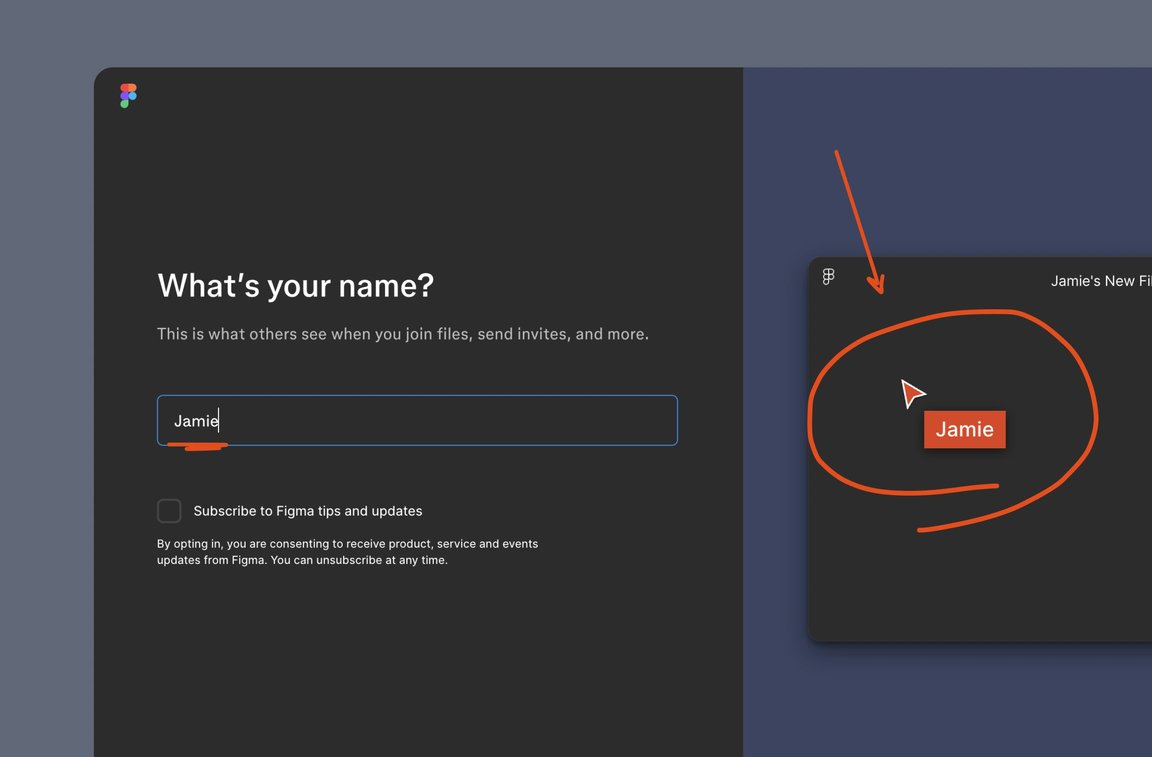 What's your name?
This is what others see when you join files, send invites, and more.
Jamie
Subscribe to Figma tips and updates
By opting in, you are consenting to receive product, service and events
updates from Figma. You can unsubscribe at any time.
Jamie's New
Jamie